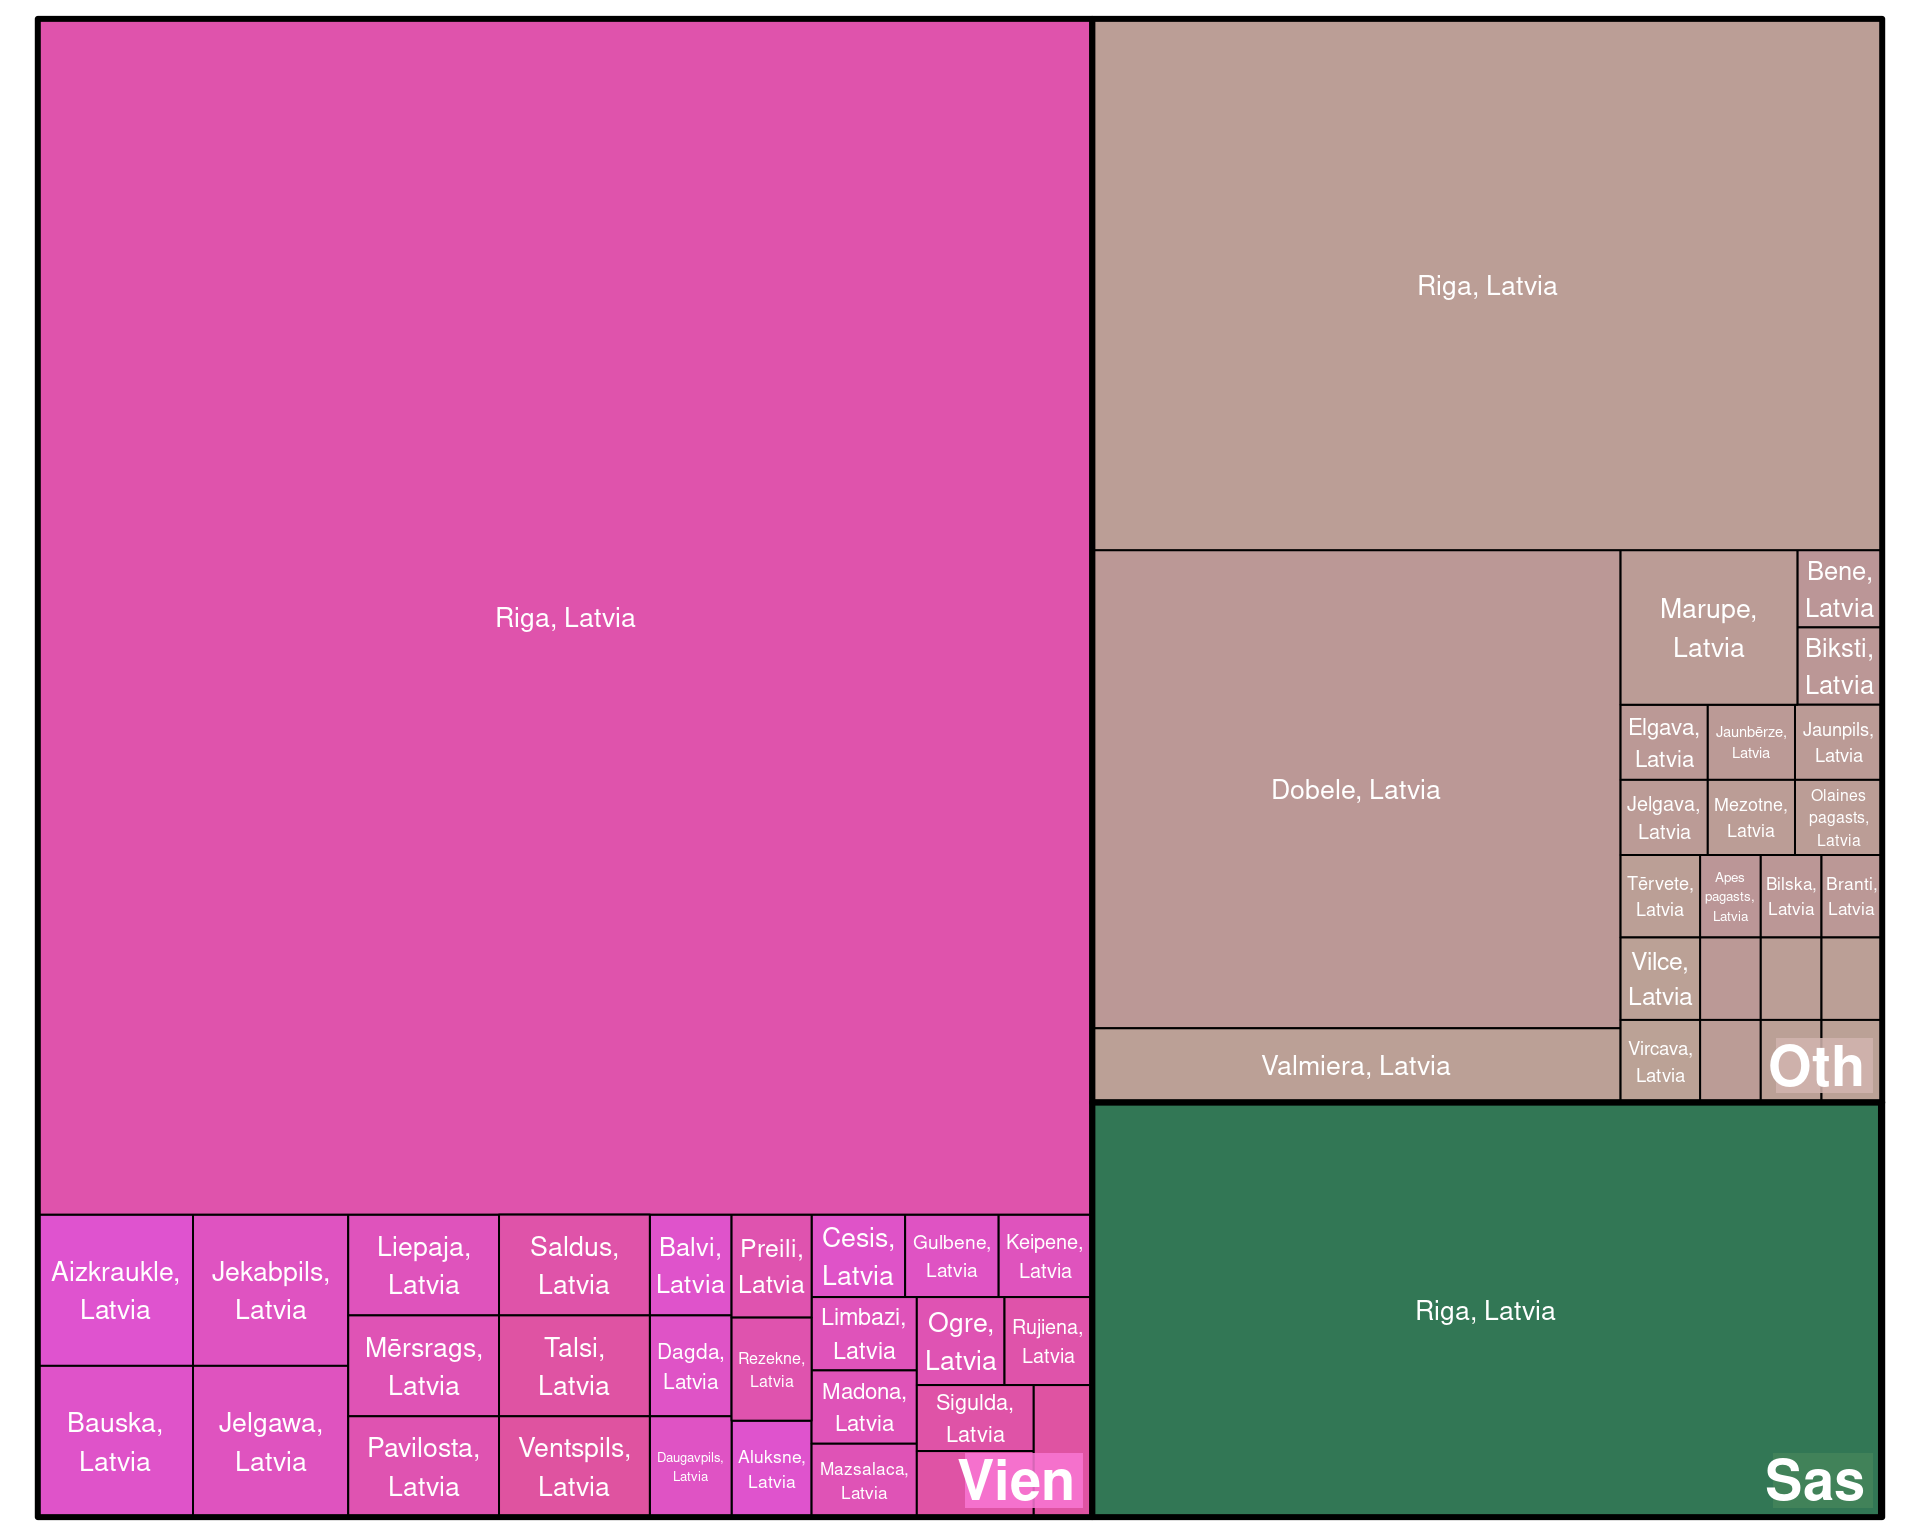 Riga, Latvia
Aizkraukle,
Latvia
Bauska,
Latvia
Jekabpils,
Latvia
Jelgawa,
Latvia
Liepaja,
Latvia
Mērsrags,
Latvia
Pavilosta,
Latvia
Saldus,
Latvia
Talsi,
Latvia
Ventspils,
Latvia
Balvi,
Latvia
Dagda,
Latvia
Daugavpils,
Latvia
Preili,
Latvia
Rezekne,
Latvia
Aluksne,
Latvia
Cesis,
Latvia
Gulbene,
Latvia
Keipene,
Latvia
Limbazi,
Latvia
Madona,
Latvia
Mazsalaca,
Latvia
Ogre,
Latvia
Rujiena,
Latvia
Sigulda,
Latvia
Vien
Riga, Latvia
Dobele, Latvia
Valmiera, Latvia
Marupe,
Latvia
Bene,
Latvia
Biksti,
Latvia
Elgava,
Latvia
Jaunbērze,
Latvia
Jaunpils,
Latvia
Jelgava,
Latvia
Mezotne,
Latvia
Olaines
pagasts,
Latvia
Tērvete,
Latvia
Apes
pagasts,
Latvia
Bilska,
Latvia
Branti,
Latvia
Vilce,
Latvia
Vircava,
Latvia
Oth
Riga, Latvia
Sas